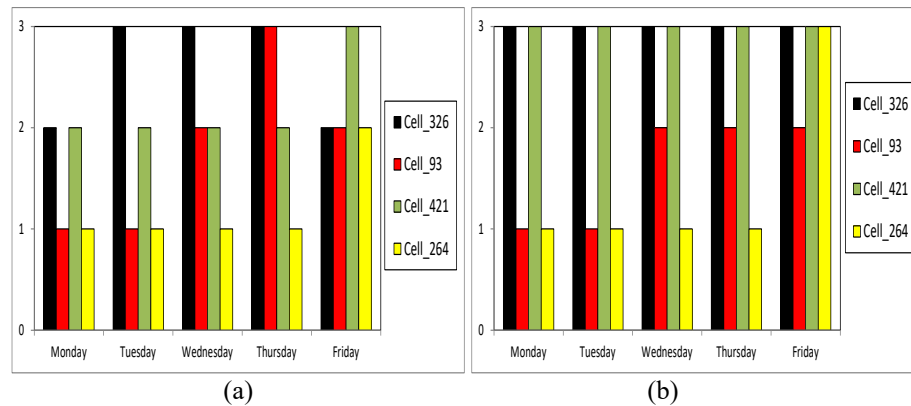 3
2
1
0
Monday Tuesday Wednesday Thursday Friday
Cell_326
Cell_93
Cell_421
Cell_264
(a)
3
2
1
0
Monday Tuesday Wednesday Thursday Friday
Cell_326
Cell_93
Cell_421
Cell_264
(b)